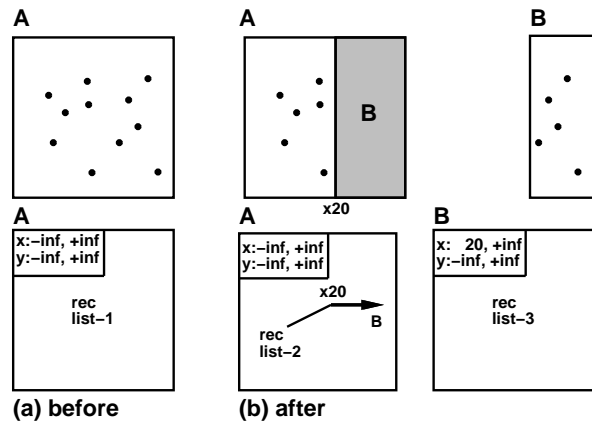 A
A
B
B
x20
A
x:−inf, +inf
y:−inf, +inf
rec
list−1
A
x:−inf, +inf
y:−inf, +inf
x20
B
rec
list−2
B
x: 20, +inf
y:−inf, +inf
rec
list−3
(a) before
(b) after